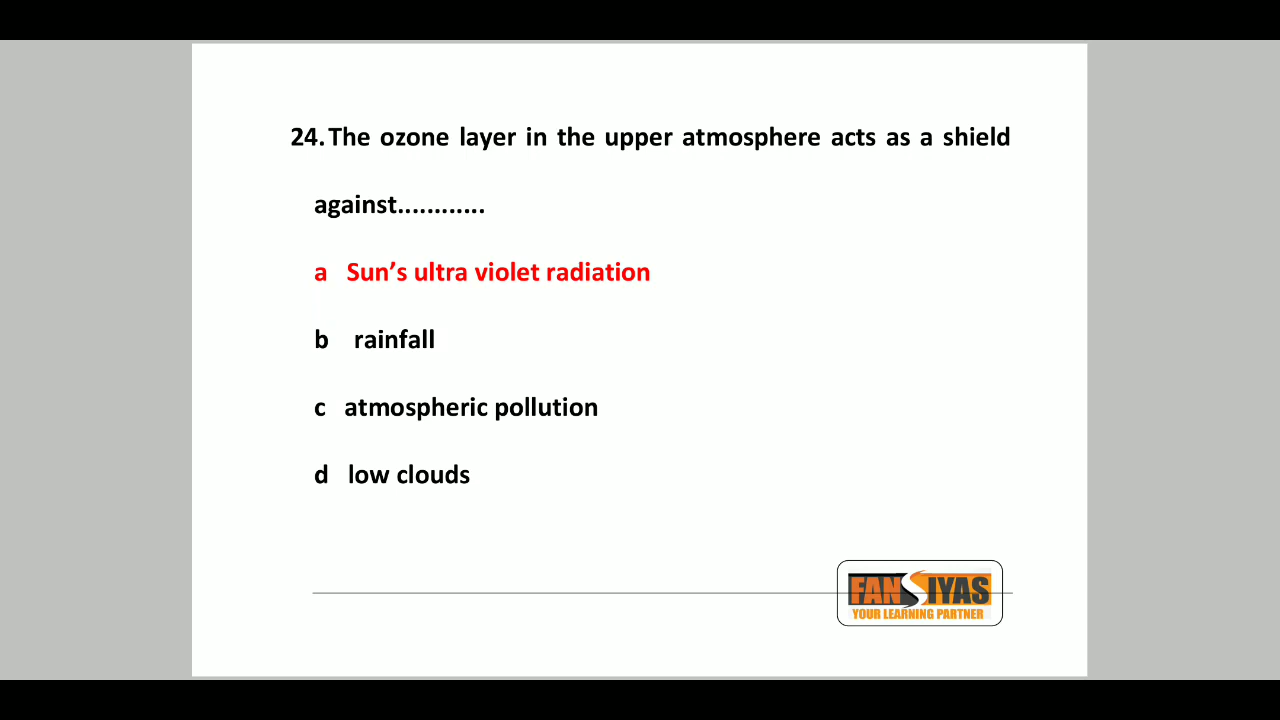 24. The ozone layer in the upper atmosphere acts as a shield
against............
a Sun’s ultra violet radiation
b rainfall
c atmospheric pollution
d low clouds
FANSIYAS
YOUR LEARNING PARTNER